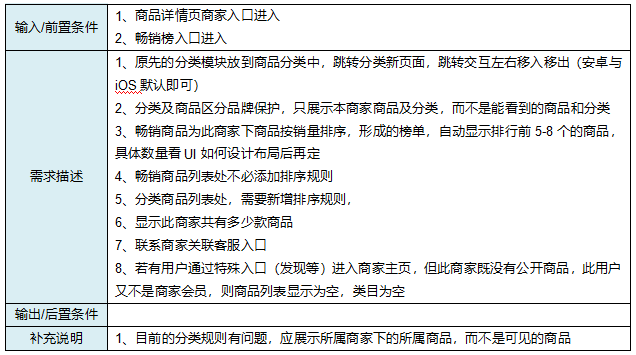 输入/前置条件
1、商品详情页商家入口进入
2、畅销榜入口进入
需求描述
1、原先的分类模块放到商品分类中，跳转分类新页面，跳转交互左右移入移出（安卓与
iOS 默认即可）
2、分类及商品区分品牌保护，只展示本商家商品及分类，而不是能看到的商品和分类
3、畅销商品为此商家下商品按销量排序，形成的榜单，自动显示排行前 5-8 个的商品，
具体数量看 UI 如何设计布局后再定
4、畅销商品列表处不必添加排序规则
5、分类商品列表处，需要新增排序规则，
6、显示此商家共有多少款商品
7、联系商家关联客服入口
8、若有用户通过特殊入口（发现等）进入商家主页，但此商家既没有公开商品，此用户
又不是商家会员，则商品列表显示为空，类目为空
输出/后置条件
补充说明
1、目前的分类规则有问题，应展示所属商家下的所属商品，而不是可见的商品